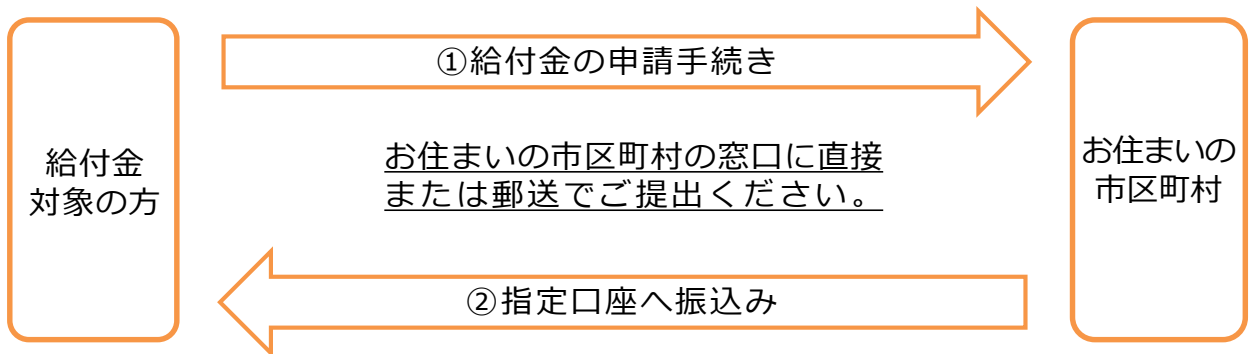 給付金
対象の方
①給付金の申請手続き
お住まいの市区町村の窓口に直接
または郵送でご提出ください。
②指定口座へ振込み
お住まいの
市区町村